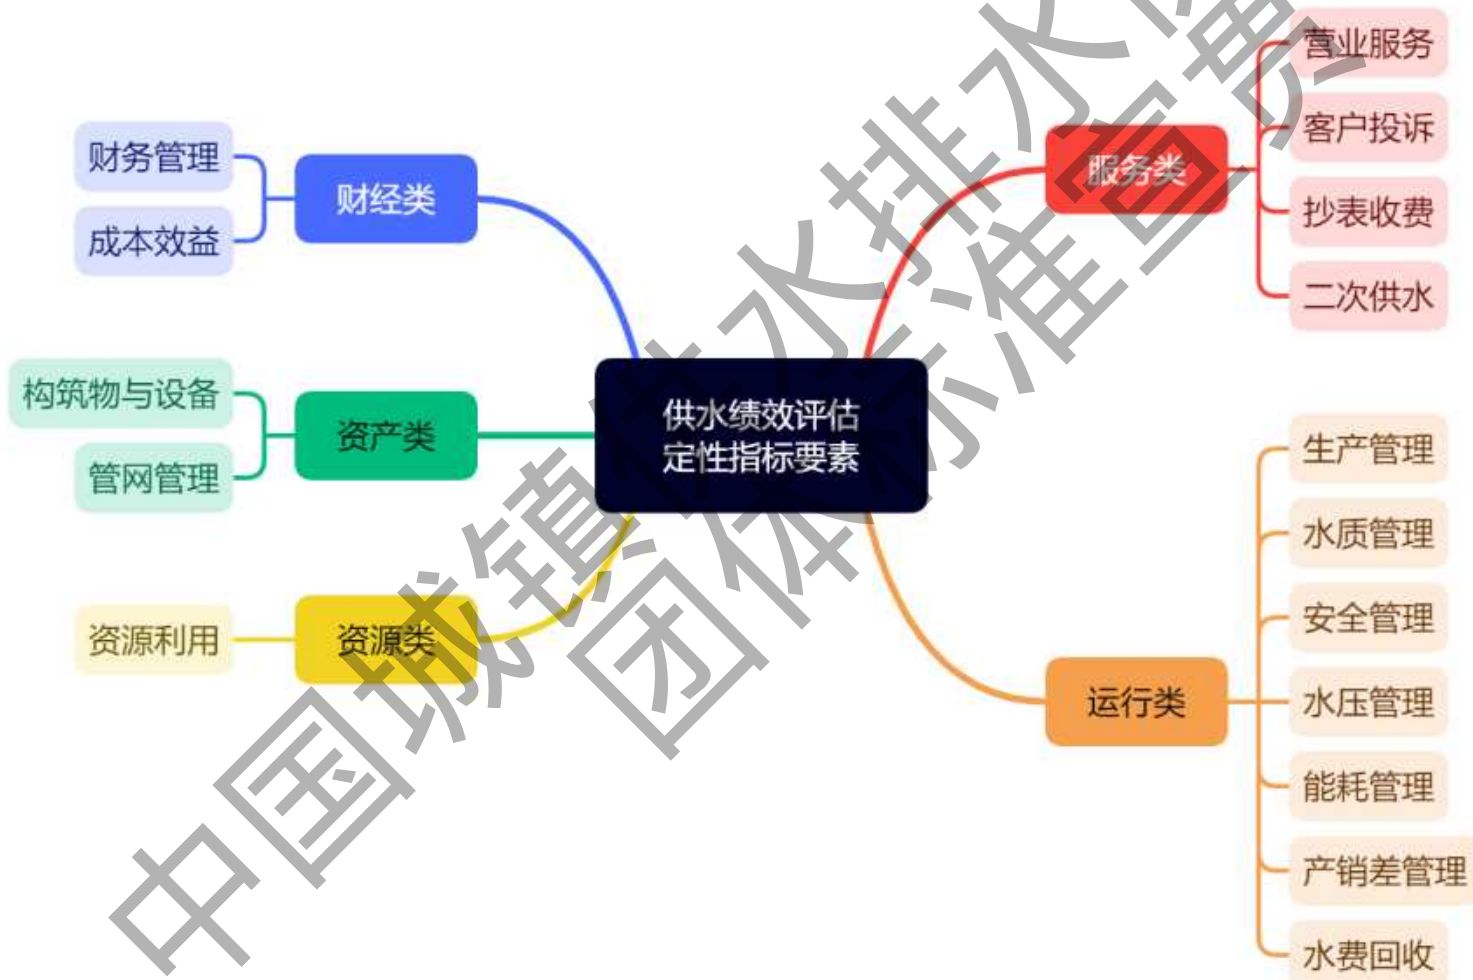 供水绩效评估
定性指标要素
服务类
营业服务
客户投诉
抄表收费
二次供水
运行类
生产管理
水质管理
安全管理
水压管理
能耗管理
产销差管理
水费回收
财经类
财务管理
成本效益
资产类
构筑物与设备
管网管理
资源类
资源利用
中国城镇供水排水
团体标准宣贯